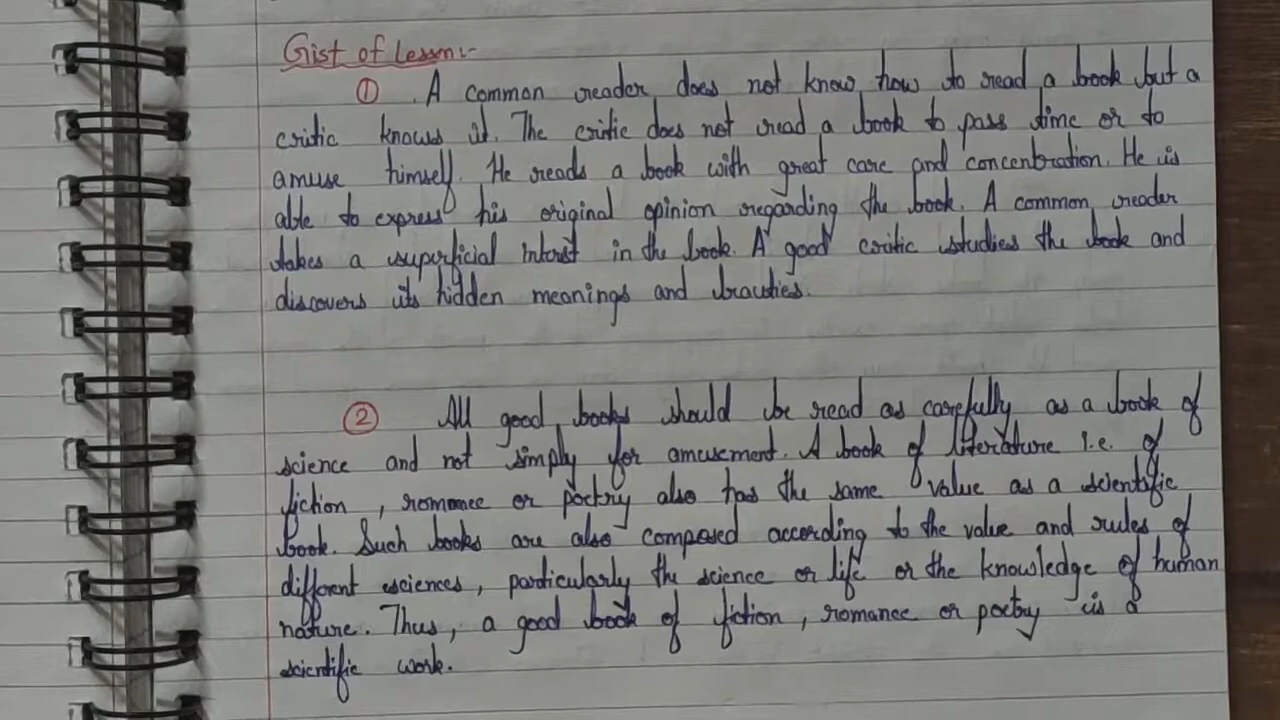 Gist of Lesson:-
① A common reader does not know how to read a book but a
critic knows it. The critic does not read a book to pass time or to
amuse himself. He reads a book with great care and concentration. He is
able to express his original opinion regarding the book. A common reader
takes a superficial interst in the book. A good critic studies the book and
discovers its hidden meanings and beauties.
② All good books should be read as carefully as a book of
science and not simply for amusement. A book of literature i.e. of
fiction, romance or poetry also has the same value as a scientific
book. Such books are also composed according to the value and rules of
different sciences, particularly the science or life or the knowledge of human
nature. Thus, a good book of fiction, romance or poetry is a
scientific work.